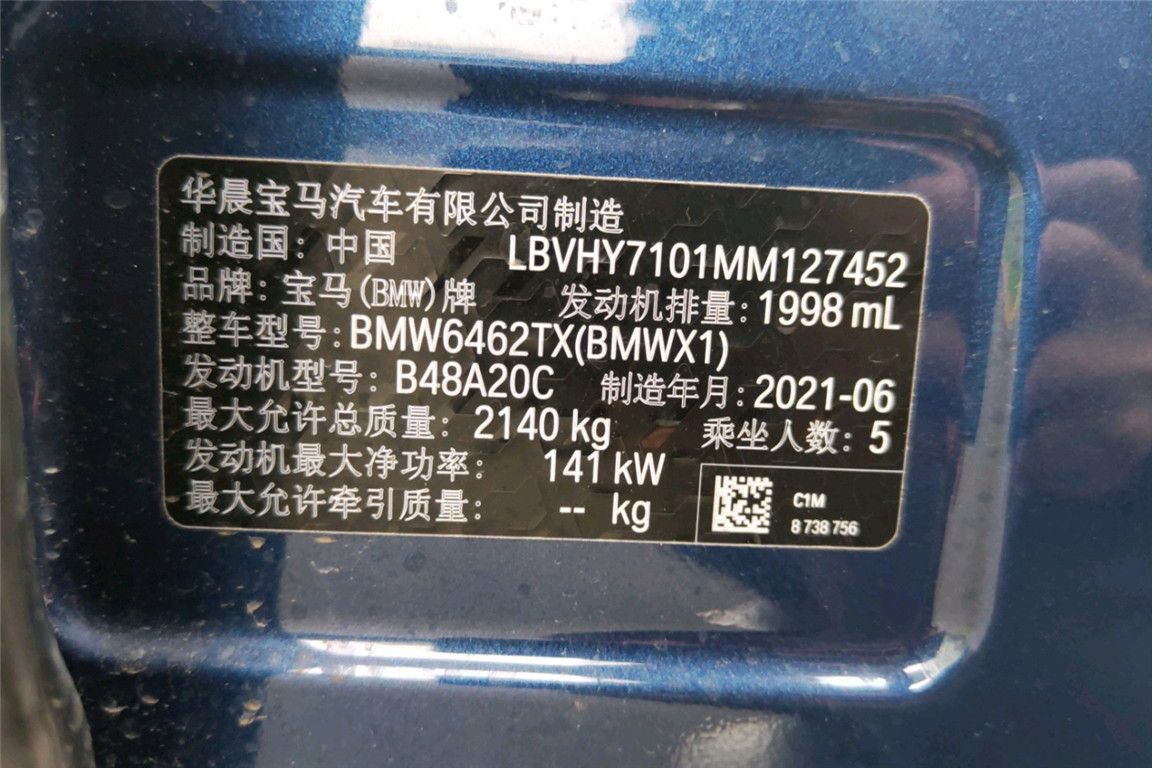 华晨宝马汽车有限公司制造
制造国：中国 LBVHY7101MM127452
品牌：宝马(BMW)牌 发动机排量：1998 mL
整车型号：BMW6462TX(BMWX1)
发动机型号：B48A20C 制造年月：2021-06
最大允许总质量：2140 kg 乘坐人数：5
发动机最大净功率： 141 kW
最大允许牵引质量： -- kg
C1M
8 738 756